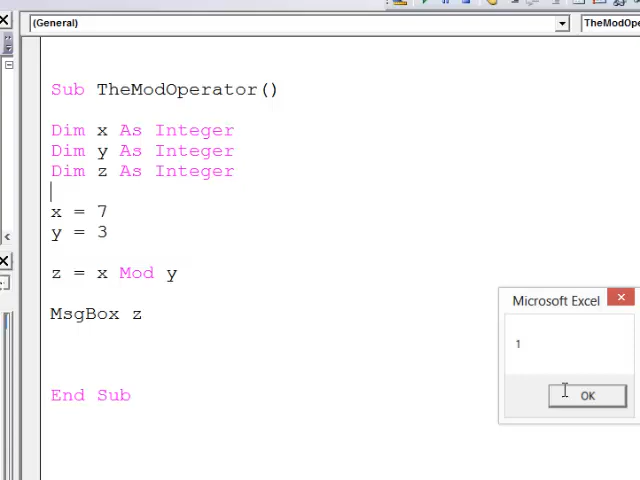 (General)
TheModOpe
Sub TheModOperator()
Dim x As Integer
Dim y As Integer
Dim z As Integer
x = 7
y = 3
z = x Mod y
MsgBox z
End Sub
Microsoft Excel
1
OK